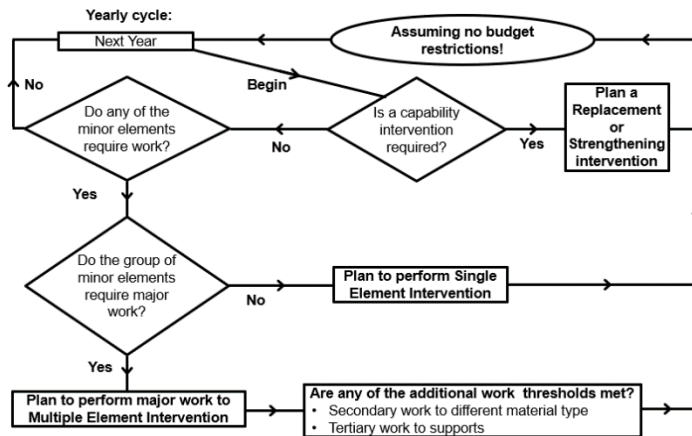 Yearly cycle:
Next Year
Assuming no budget
restrictions!
No
Begin
Do any of the
minor elements
require work?
Is a capability
intervention
required?
Plan a
Replacement
or
Strengthening
intervention
No
Yes
Yes
Do the group of
minor elements
require major
work?
Plan to perform Single
Element Intervention
No
Yes
Plan to perform major work to
Multiple Element Intervention
Are any of the additional work thresholds met?
• Secondary work to different material type
• Tertiary work to supports